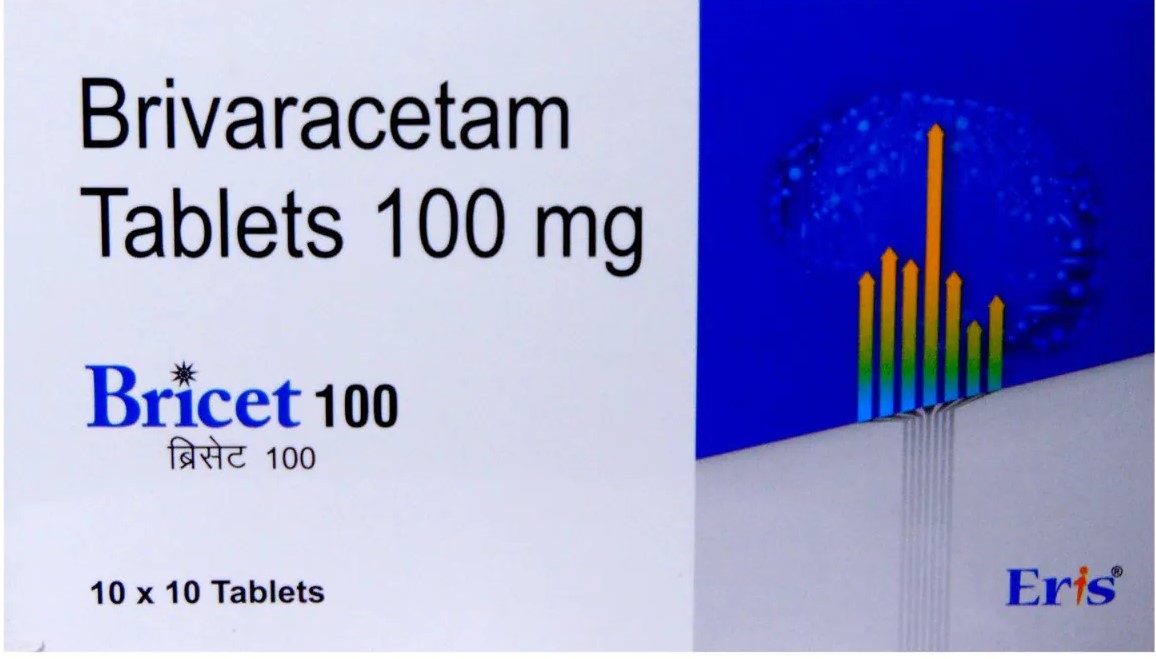 Brivaracetam
Tablets 100 mg
Bricet 100
ब्रिसेट 100
10 x 10 Tablets
Eris®